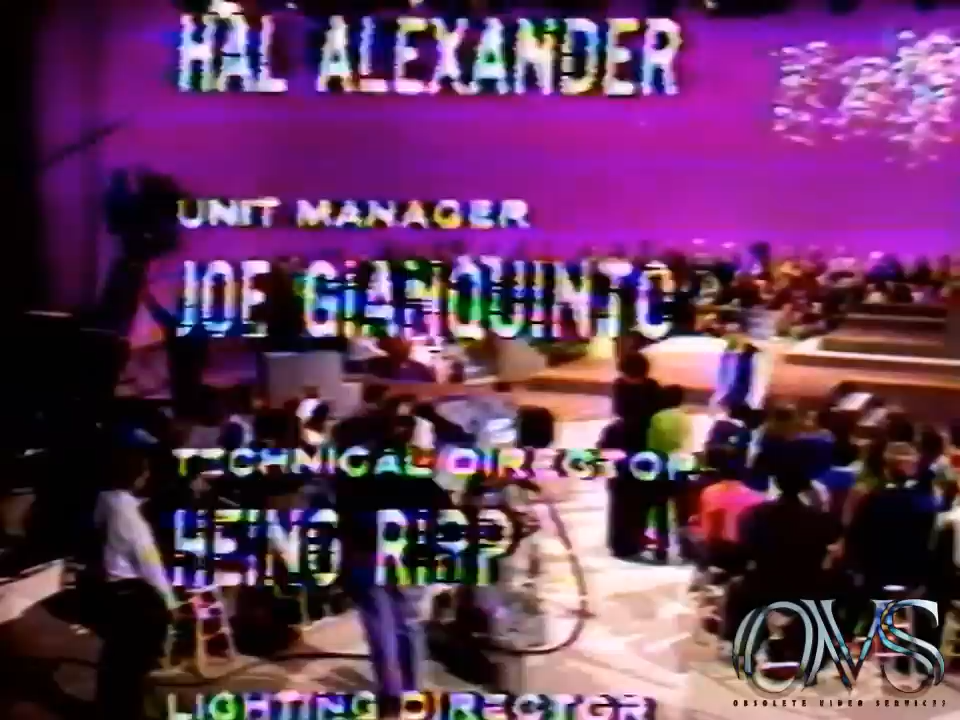 HAL ALEXANDER
UNIT MANAGER
JOE GIANQUINTO
TECHNICAL DIRECTOR
HEINO RIPP
LIGHTING DIRECTOR
OVS
OBSOLETE VIDEO SERVICES